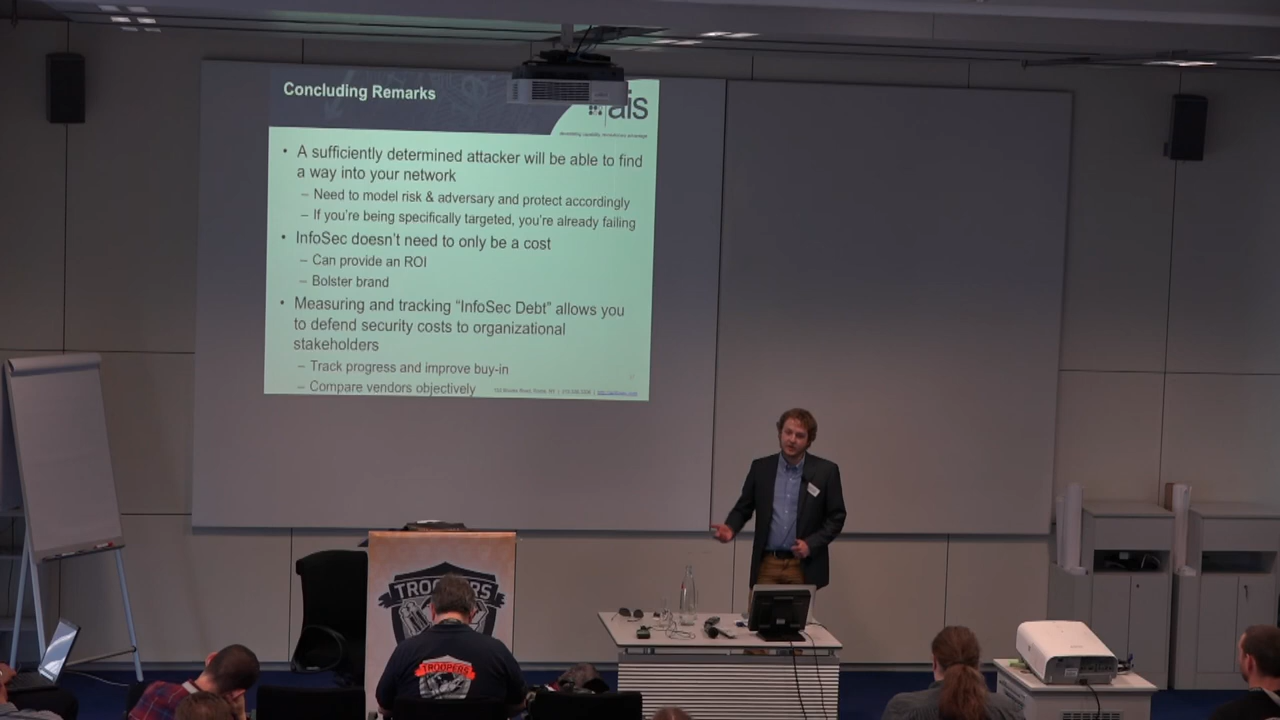 Concluding Remarks
ais
• A sufficiently determined attacker will be able to find
a way into your network
– Need to model risk & adversary and protect accordingly
– If you're being specifically targeted, you're already failing
• InfoSec doesn't need to only be a cost
– Can provide an ROI
– Bolster brand
• Measuring and tracking "InfoSec Debt" allows you
to defend security costs to organizational
stakeholders
– Track progress and improve buy-in
– Compare vendors objectively
TROOPERS
TROOPERS